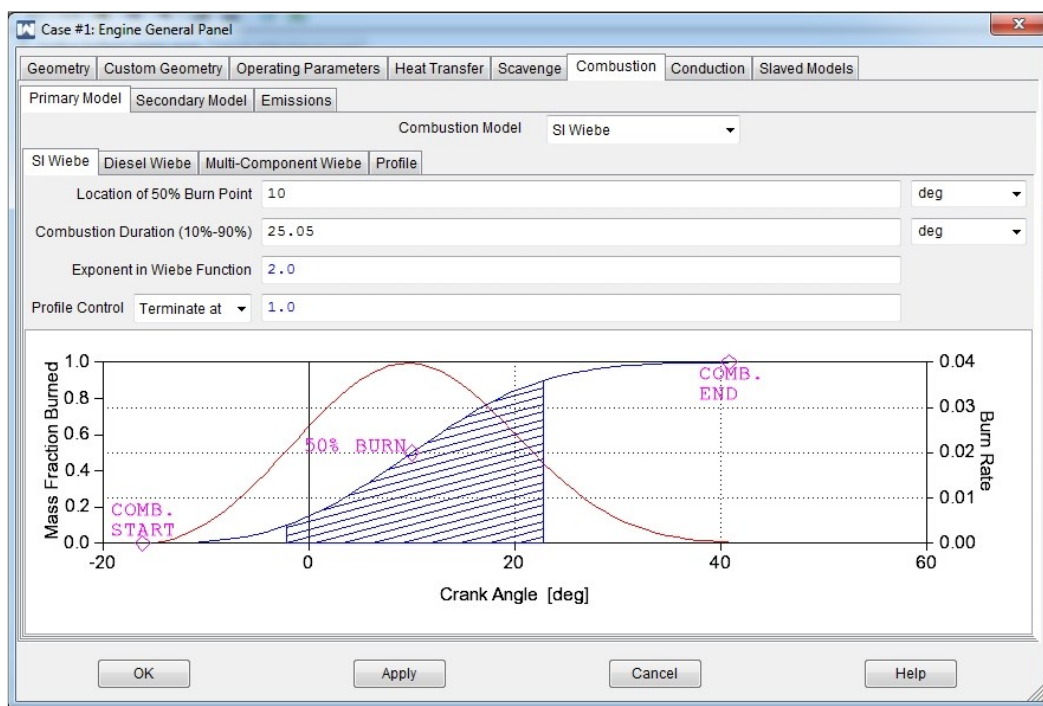 Case #1: Engine General Panel
Geometry Custom Geometry Operating Parameters Heat Transfer Scavenge Combustion Conduction Slaved Models
Primary Model Secondary Model Emissions
Combustion Model SI Wiebe
SI Wiebe Diesel Wiebe Multi-Component Wiebe Profile
Location of 50% Burn Point 10 deg
Combustion Duration (10%-90%) 25.05 deg
Exponent in Wiebe Function 2.0
Profile Control Terminate at 1.0
Mass Fraction Burned
1.0
0.8
0.6
0.4
0.2
0.0
COMB.
START
50% BURN
COMB.
END
0.04
0.03
0.02
0.01
0.00
Burn Rate
-20 0 20 40 60
Crank Angle [deg]
OK Apply Cancel Help